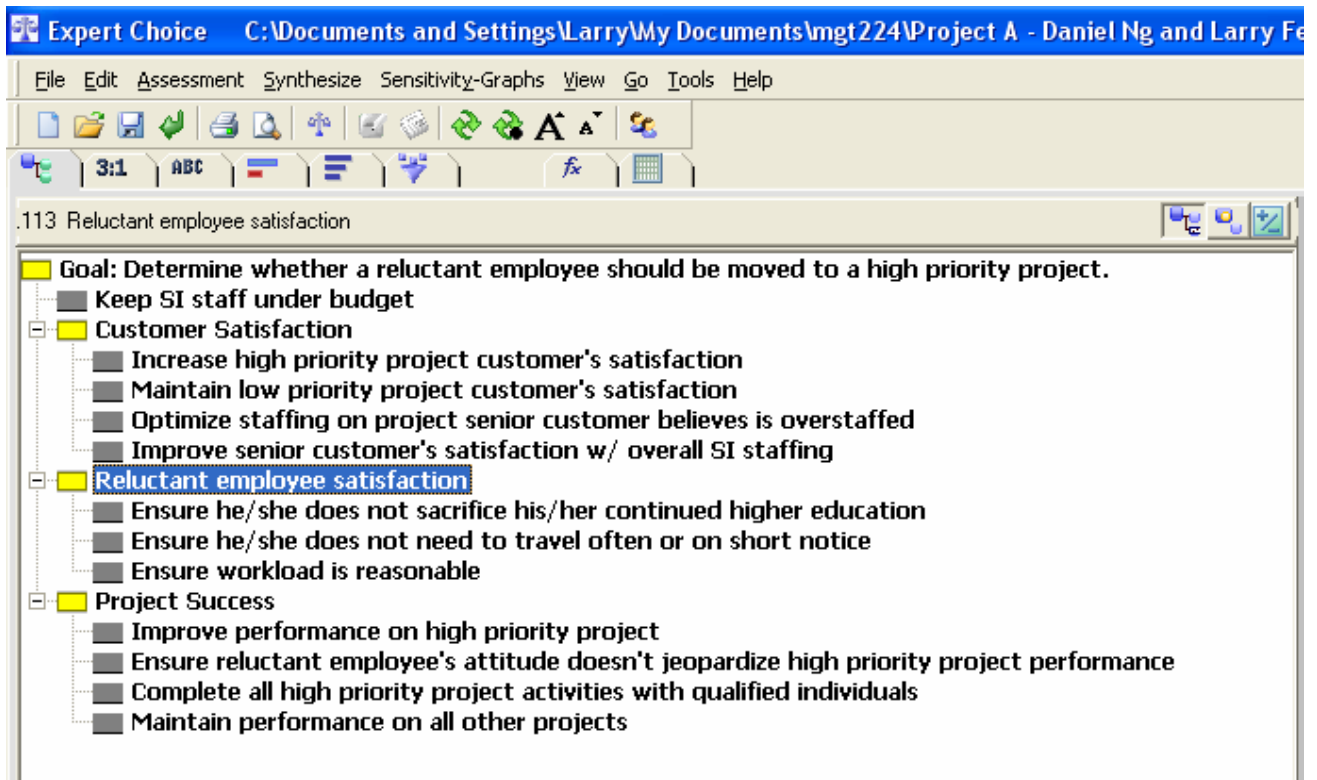 Expert Choice C:\Documents and Settings\Larry\My Documents\mgt224\Project A - Daniel Ng and Larry Fe
File Edit Assessment Synthesize Sensitivity-Graphs View Go Tools Help
A A
3:1 ABC fx
.113 Reluctant employee satisfaction
Goal: Determine whether a reluctant employee should be moved to a high priority project.
Keep SI staff under budget
Customer Satisfaction
Increase high priority project customer's satisfaction
Maintain low priority project customer's satisfaction
Optimize staffing on project senior customer believes is overstaffed
Improve senior customer's satisfaction w/ overall SI staffing
Reluctant employee satisfaction
Ensure he/she does not sacrifice his/her continued higher education
Ensure he/she does not need to travel often or on short notice
Ensure workload is reasonable
Project Success
Improve performance on high priority project
Ensure reluctant employee's attitude doesn't jeopardize high priority project performance
Complete all high priority project activities with qualified individuals
Maintain performance on all other projects